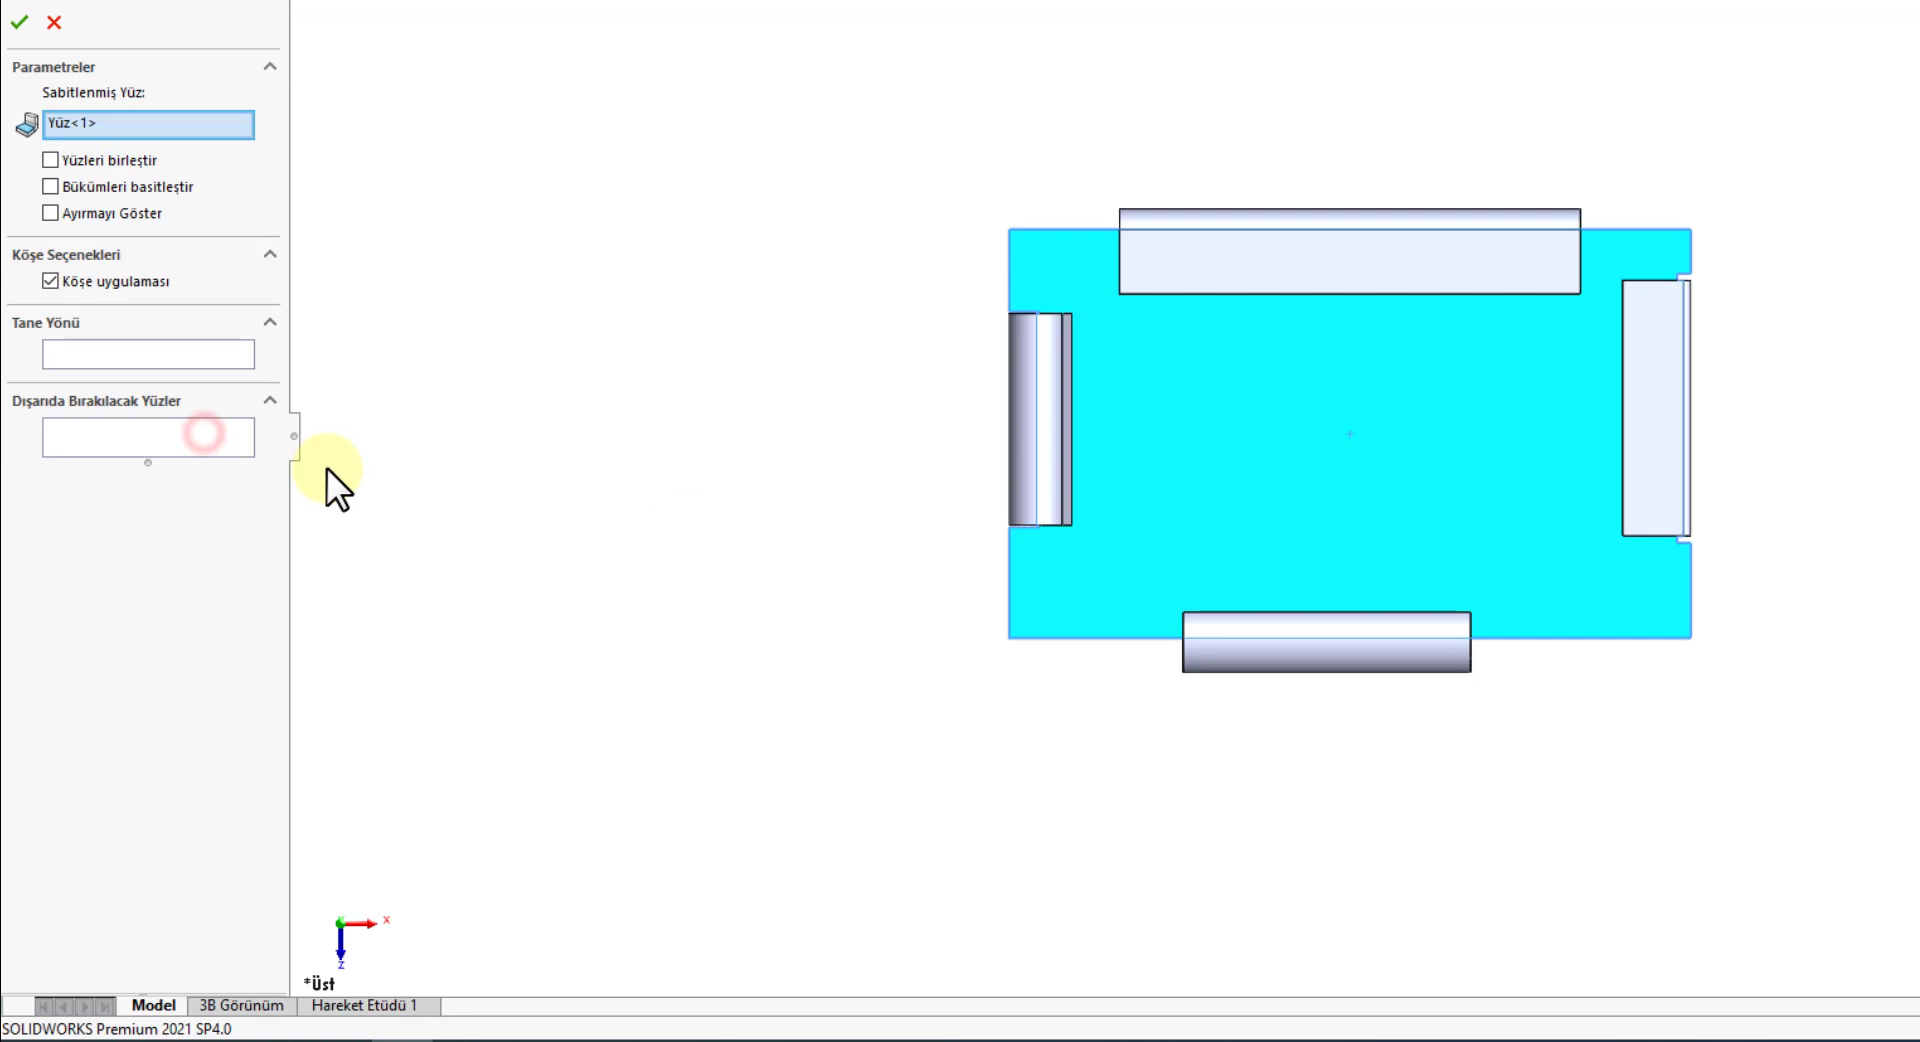 Parametreler
Sabitlenmiş Yüz:
Yüz<1>
Yüzleri birleştir
Bükümleri basitleştir
Ayırmayı Göster
Köşe Seçenekleri
Köşe uygulaması
Tane Yönü
Dışarıda Bırakılacak Yüzler
X
Z
*Üst
Model
3B Görünüm
Hareket Etüdü 1
SOLIDWORKS Premium 2021 SP4.0